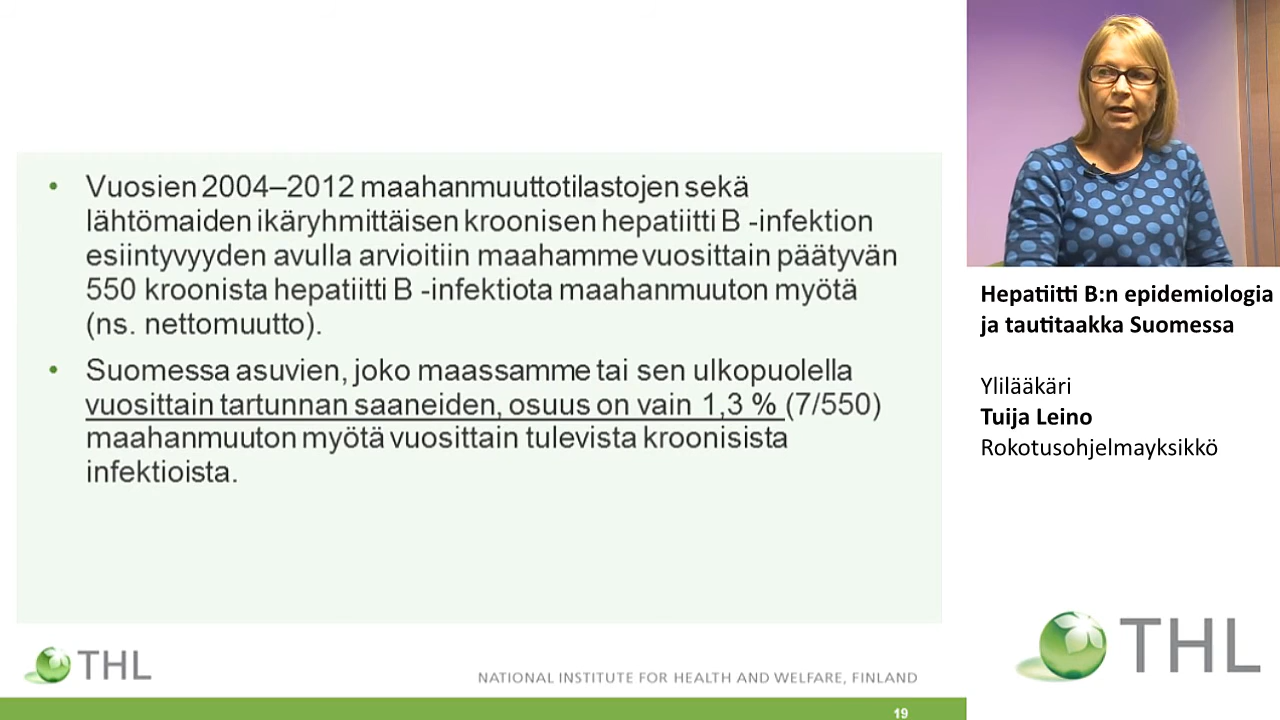 • Vuosien 2004–2012 maahanmuuttotilastojen sekä
lähtömaiden ikäryhmittäisen kroonisen hepatiitti B -infektion
esiintyvyyden avulla arvioitiin maahamme vuosittain päätyvän
550 kroonista hepatiitti B -infektiota maahanmuuton myötä
(ns. nettomuutto).
• Suomessa asuvien, joko maassamme tai sen ulkopuolella
vuosittain tartunnan saaneiden, osuus on vain 1,3 % (7/550)
maahanmuuton myötä vuosittain tulevista kroonisista
infektioista.
THL
NATIONAL INSTITUTE FOR HEALTH AND WELFARE, FINLAND
19
Hepatiitti B:n epidemiologia
ja tautitaakka Suomessa
Ylilääkäri
Tuija Leino
Rokotusohjelmayksikkö
THL